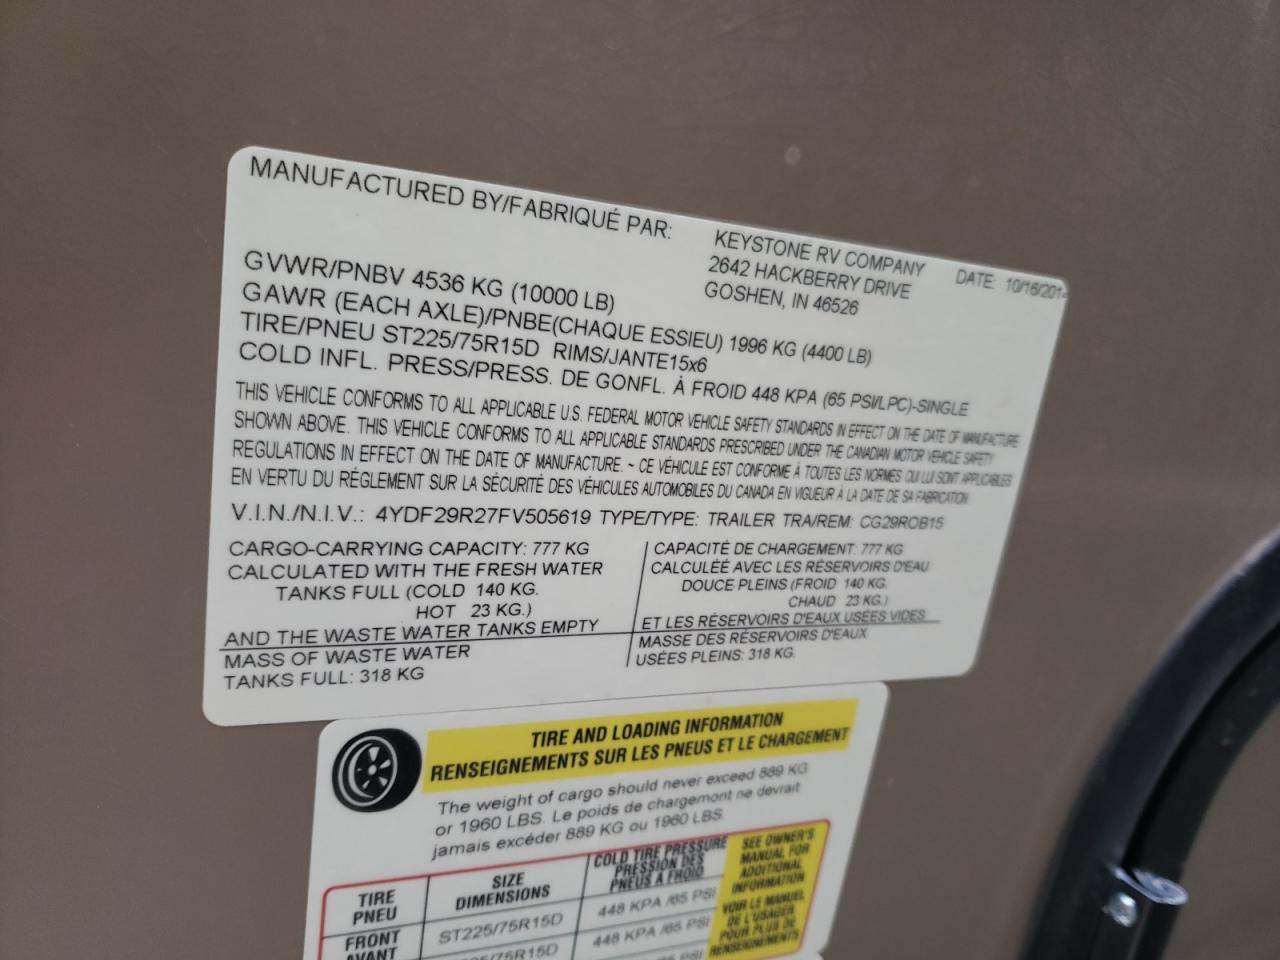 MANUFACTURED BY/FABRIQUÉ PAR:
KEYSTONE RV COMPANY
2642 HACKBERRY DRIVE
GOSHEN, IN 46526
DATE: 10/16/201
GVWR/PNBV 4536 KG (10000 LB)
GAWR (EACH AXLE)/PNBE(CHAQUE ESSIEU) 1996 KG (4400 LB)
TIRE/PNEU ST225/75R15D RIMS/JANTE15x6
COLD INFL. PRESS/PRESS. DE GONFL. À FROID 448 KPA (65 PSI/LPC)-SINGLE
THIS VEHICLE CONFORMS TO ALL APPLICABLE U.S. FEDERAL MOTOR VEHICLE SAFETY STANDARDS IN EFFECT ON THE DATE OF MANUFACTURE
SHOWN ABOVE. THIS VEHICLE CONFORMS TO ALL APPLICABLE STANDARDS PRESCRIBED UNDER THE CANADIAN MOTOR VEHICLE SAFETY
REGULATIONS IN EFFECT ON THE DATE OF MANUFACTURE. ~ CE VÉHICULE EST CONFORME À TOUTES LES NORMES QUI LUI SONT APPLICABLES
EN VERTU DU RÉGLEMENT SUR LA SÉCURITÉ DES VÉHICULES AUTOMOBILES DU CANADA EN VIGUEUR À LA DATE DE SA FABRICATION
V.I.N./N.I.V.: 4YDF29R27FV505619 TYPE/TYPE: TRAILER TRA/REM: CG29ROB15
CARGO-CARRYING CAPACITY: 777 KG
CALCULATED WITH THE FRESH WATER
TANKS FULL (COLD 140 KG.
HOT 23 KG.)
AND THE WASTE WATER TANKS EMPTY
MASS OF WASTE WATER
TANKS FULL: 318 KG
CAPACITÉ DE CHARGEMENT: 777 KG
CALCULÉE AVEC LES RÉSERVOIRS D'EAU
DOUCE PLEINS (FROID 140 KG.
CHAUD 23 KG.)
ET LES RÉSERVOIRS D'EAUX USÉES VIDES
MASSE DES RÉSERVOIRS D'EAUX
USÉES PLEINS: 318 KG.
TIRE AND LOADING INFORMATION
RENSEIGNEMENTS SUR LES PNEUS ET LE CHARGEMENT
The weight of cargo should never exceed 889 KG
or 1960 LBS. Le poids de chargemont ne devrait
jamais excéder 889 KG ou 1960 LBS.
TIRE
PNEU
SIZE
DIMENSIONS
COLD TIRE PRESSURE
PRESSION DES
PNEUS A FROID
SEE OWNER'S
MANUAL FOR
ADDITIONAL
INFORMATION
VOIR LE MANUEL
DE L'USAGER
POUR PLUS DE
RENSEIGNEMENTS
FRONT
AVANT
ST225/75R15D
448 KPA /65 PSI
225/75R15D
448 KPA /65 PSI
65 PSI